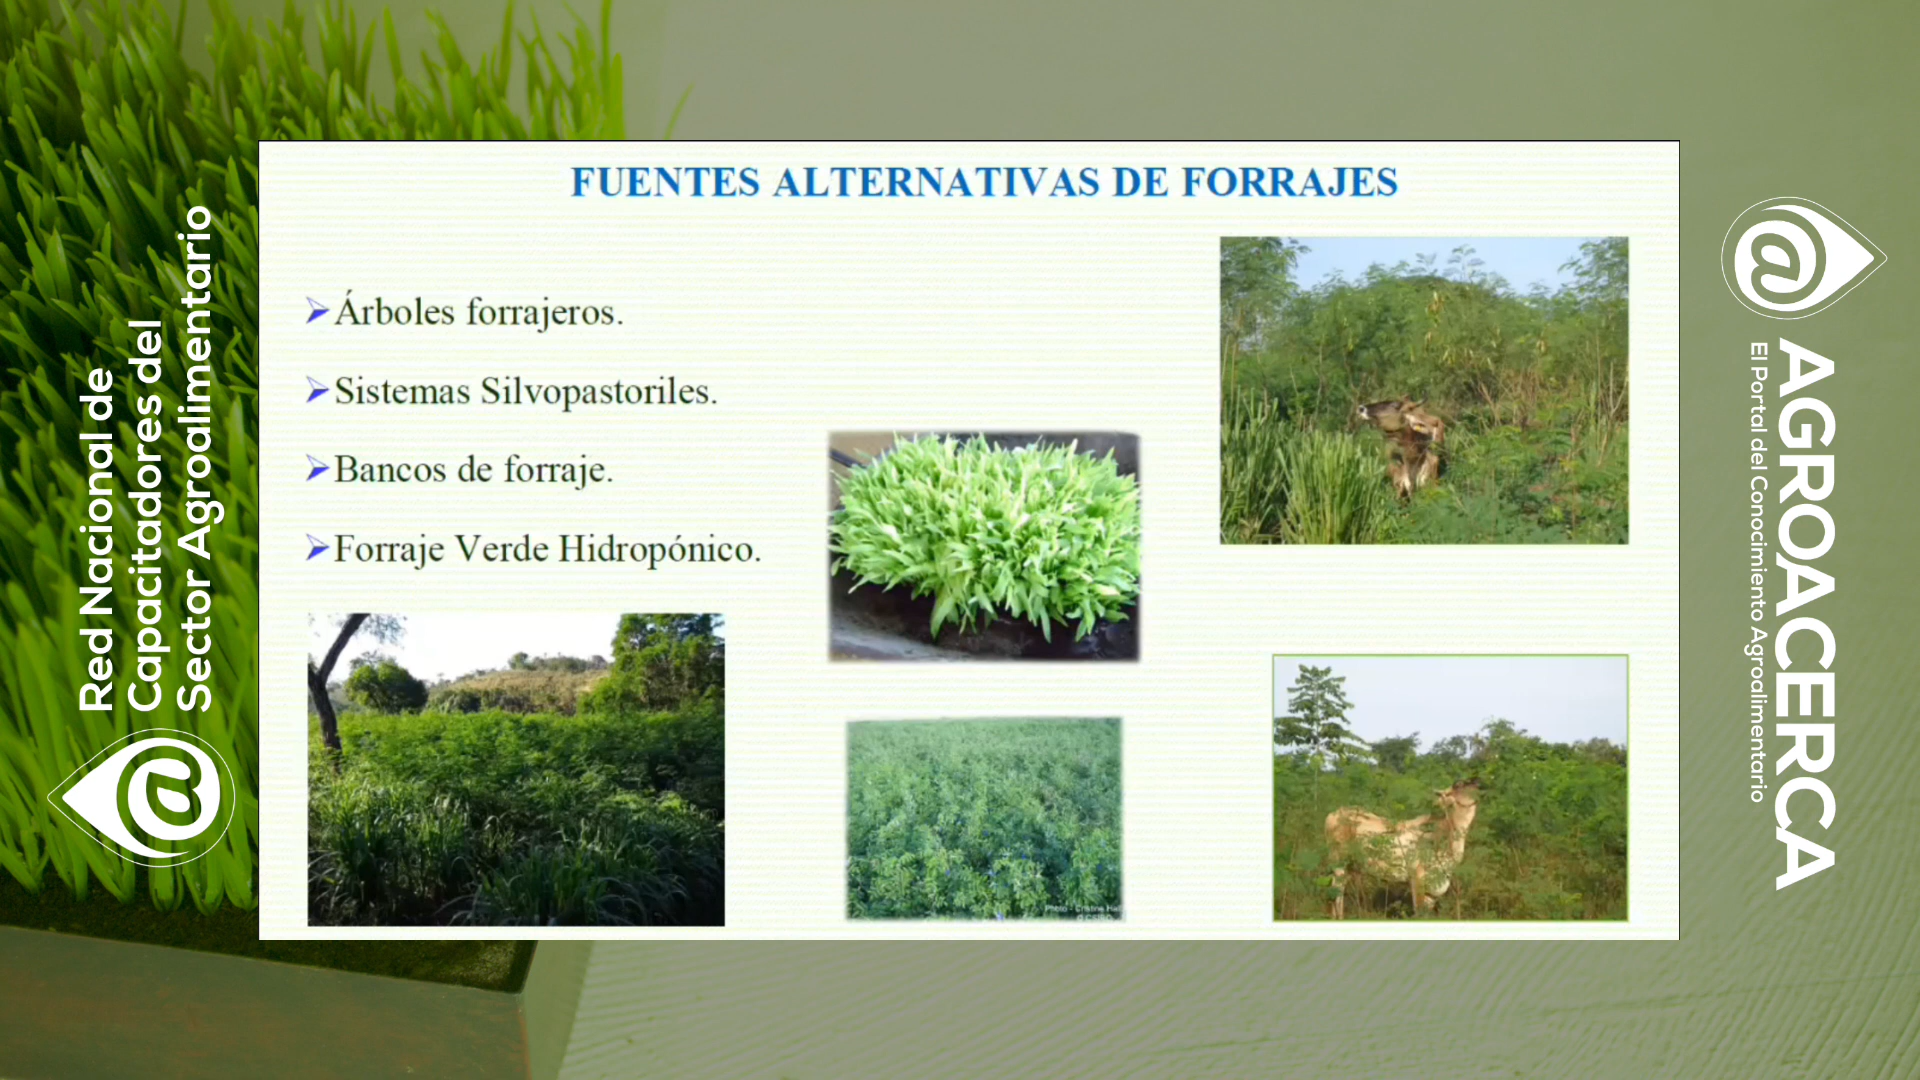 Red Nacional de
Capacitadores del
Sector Agroalimentario
FUENTES ALTERNATIVAS DE FORRAJES
Árboles forrajeros.
Sistemas Silvopastoriles.
Bancos de forraje.
Forraje Verde Hidropónico.
© CSIRO
@
@
AGROACERCA
El Portal del Conocimiento Agroalimentario